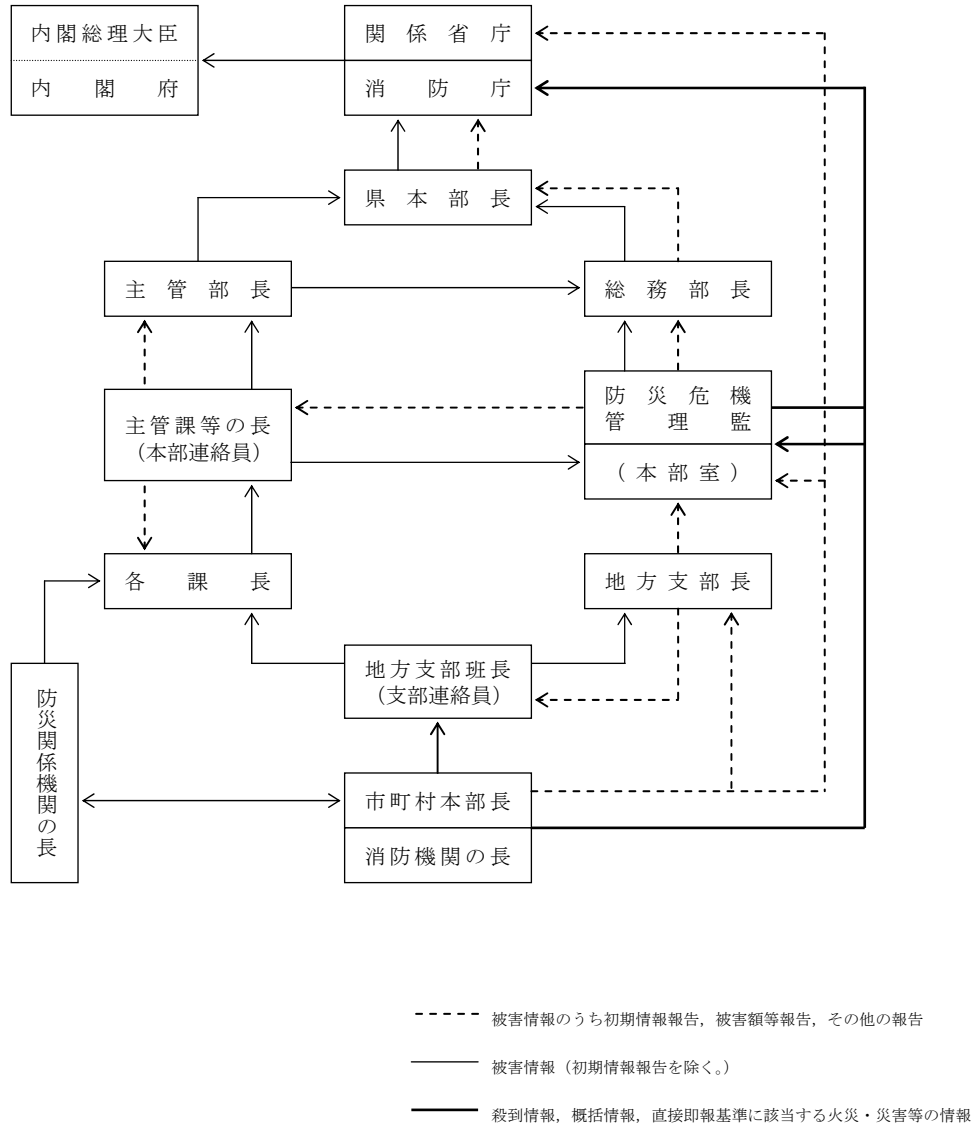 内閣総理大臣
内閣府
関係省庁
消防庁
県本部長
主管部長
総務部長
主管課等の長
（本部連絡員）
防災危機
管理監
（本部室）
各課長
地方支部長
地方支部班長
（支部連絡員）
防災関係機関の長
市町村本部長
消防機関の長
被害情報のうち初期情報報告，被害額等報告，その他の報告
被害情報（初期情報報告を除く。）
殺到情報，概括情報，直接即報基準に該当する火災・災害等の情報